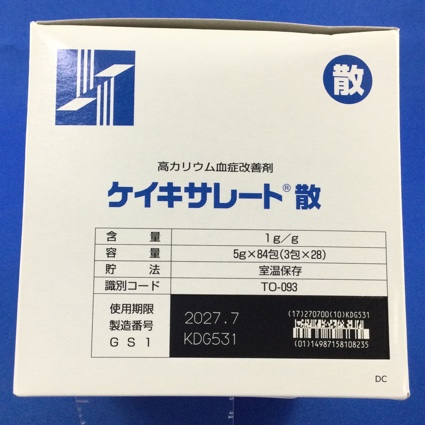 散
高カリウム血症改善剤
ケイキサレート®散
含量 1g/g
容量 5g×84包(3包×28)
貯法 室温保存
識別コード TO-093
使用期限 2027.7
製造番号 KDG531
GS1
(17)270700(10)KDG531
(01)14987158108235
DC